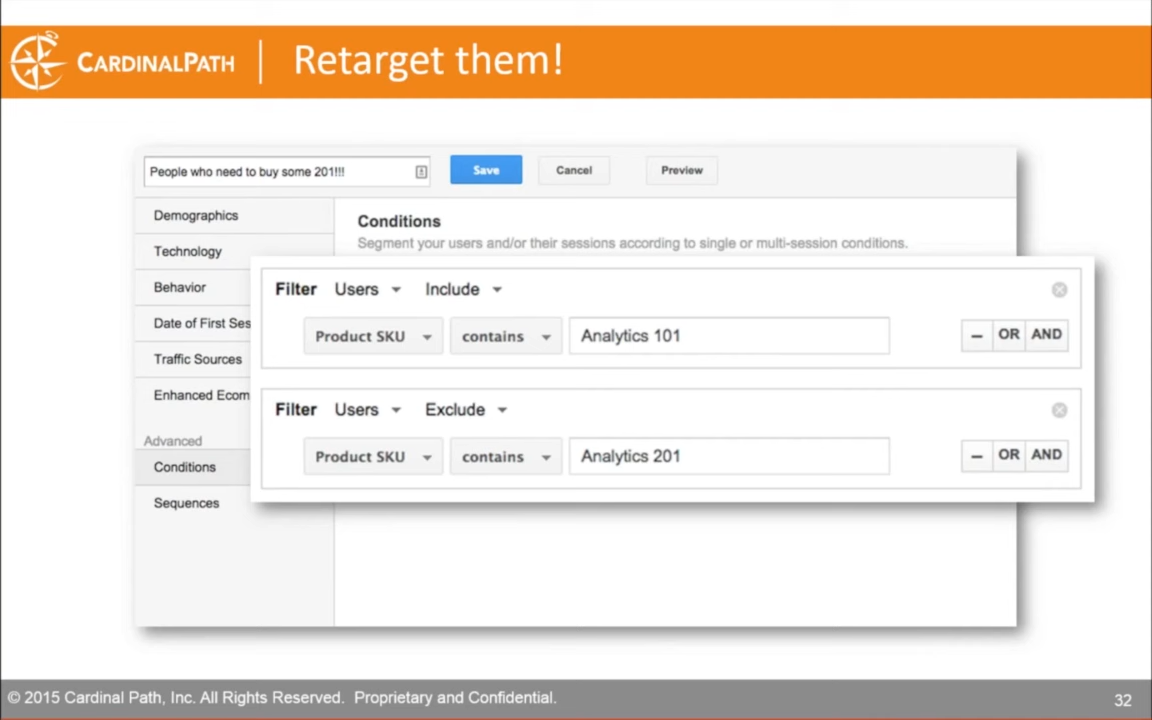 CARDINALPATH
Retarget them!
People who need to buy some 201!!!
Save
Cancel
Preview
Demographics
Technology
Behavior
Date of First Ses
Traffic Sources
Enhanced Ecom
Advanced
Conditions
Sequences
Conditions
Segment your users and/or their sessions according to single or multi-session conditions.
Filter Users Include
Product SKU contains Analytics 101 – OR AND
Filter Users Exclude
Product SKU contains Analytics 201 – OR AND
© 2015 Cardinal Path, Inc. All Rights Reserved. Proprietary and Confidential.
32